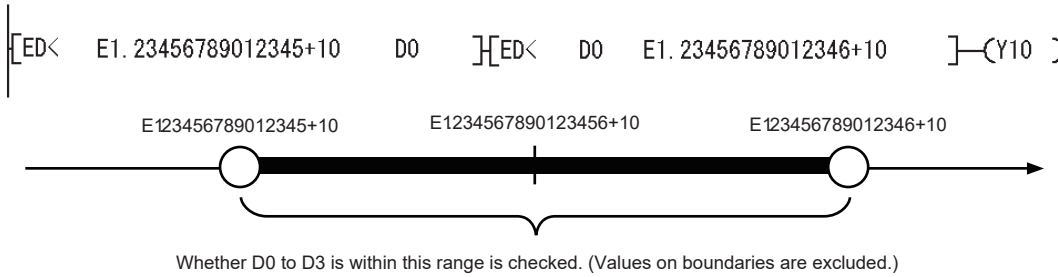 [ED< E1. 23456789012345+10 D0 ][ED< D0 E1. 23456789012346+10 ](Y10 )
E123456789012345+10 E1234567890123456+10 E123456789012346+10
Whether D0 to D3 is within this range is checked. (Values on boundaries are excluded.)